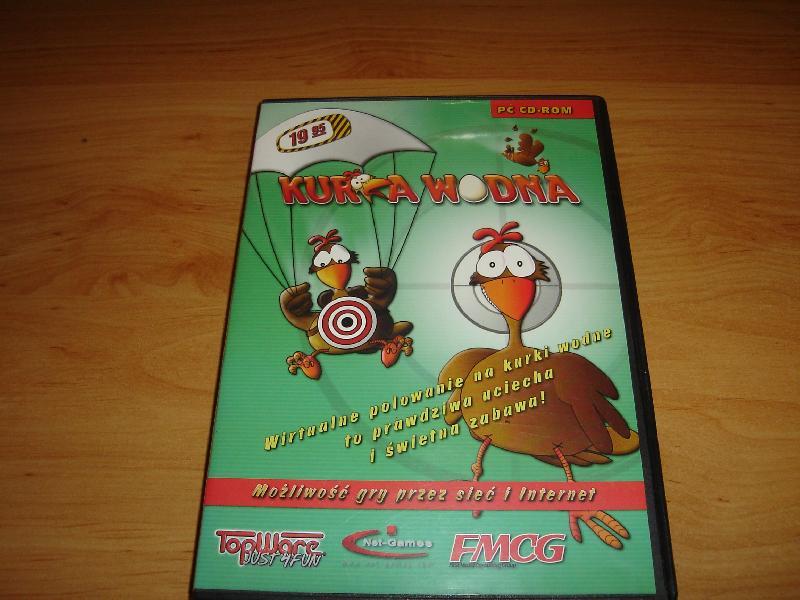 PC CD-ROM
19 95
KURKA WODNA
Wirtualne polowanie na kurki wodne
to prawdziwa uciecha
i świetna zabawa!
Możliwość gry przez sieć i Internet
TopWare
JUST 4FUN
Net-Games
FMCG